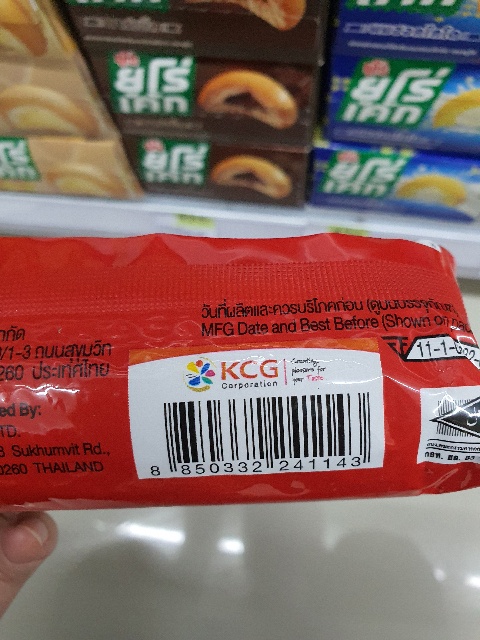 ยูโร่
เค้ก
ยูโร่
เค้ก
ยูโร่
เค้ก
ยูโร่
เค้ก
วันที่ผลิตและควรบริโภคก่อน (ดูบนบรรจุภัณฑ์
MFG Date and Best Before (Shown on
ากัด
/1-3 ถนนสุขุมวิท
260 ประเทศไทย
ed By:
TD.
3 Sukhumvit Rd.,
0260 THAILAND
KCG
Corporation
Creating
pleasure for
your Taste
8 850332 241143
11-1-